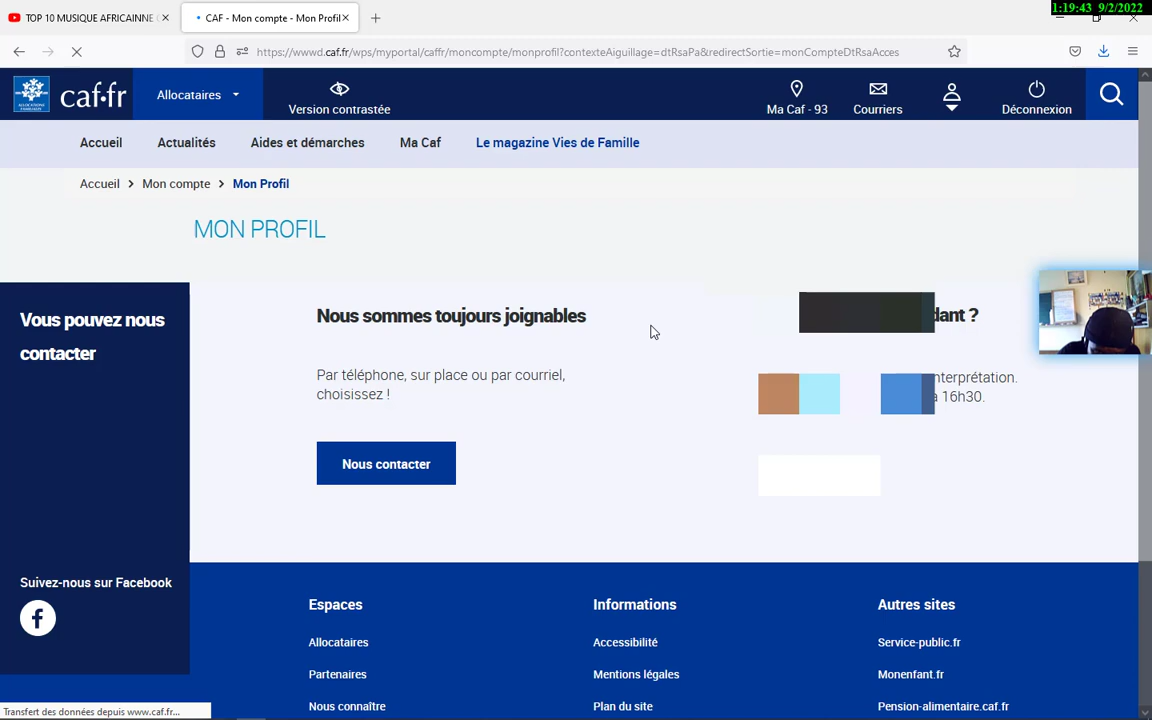 TOP 10 MUSIQUE AFRICAINNE (
CAF - Mon compte - Mon Profil
1:19:43 9/2/2022
https://wwwd.caf.fr/wps/myportal/caffr/moncompte/monprofil?contexteAiguillage=dtRsaPa&redirectSortie=monCompteDtRsaAcces
ALLOCATIONS
FAMILIALES
caf·fr
Allocataires
Version contrastée
Ma Caf - 93
Courriers
Déconnexion
Accueil
Actualités
Aides et démarches
Ma Caf
Le magazine Vies de Famille
Accueil > Mon compte > Mon Profil
MON PROFIL
Vous pouvez nous
contacter
Suivez-nous sur Facebook
Nous sommes toujours joignables
Par téléphone, sur place ou par courriel,
choisissez !
Nous contacter
dant ?
nterprétation.
à 16h30.
Espaces
Allocataires
Partenaires
Nous connaître
Informations
Accessibilité
Mentions légales
Plan du site
Autres sites
Service-public.fr
Monenfant.fr
Pension-alimentaire.caf.fr
Transfert des données depuis www.caf.fr...